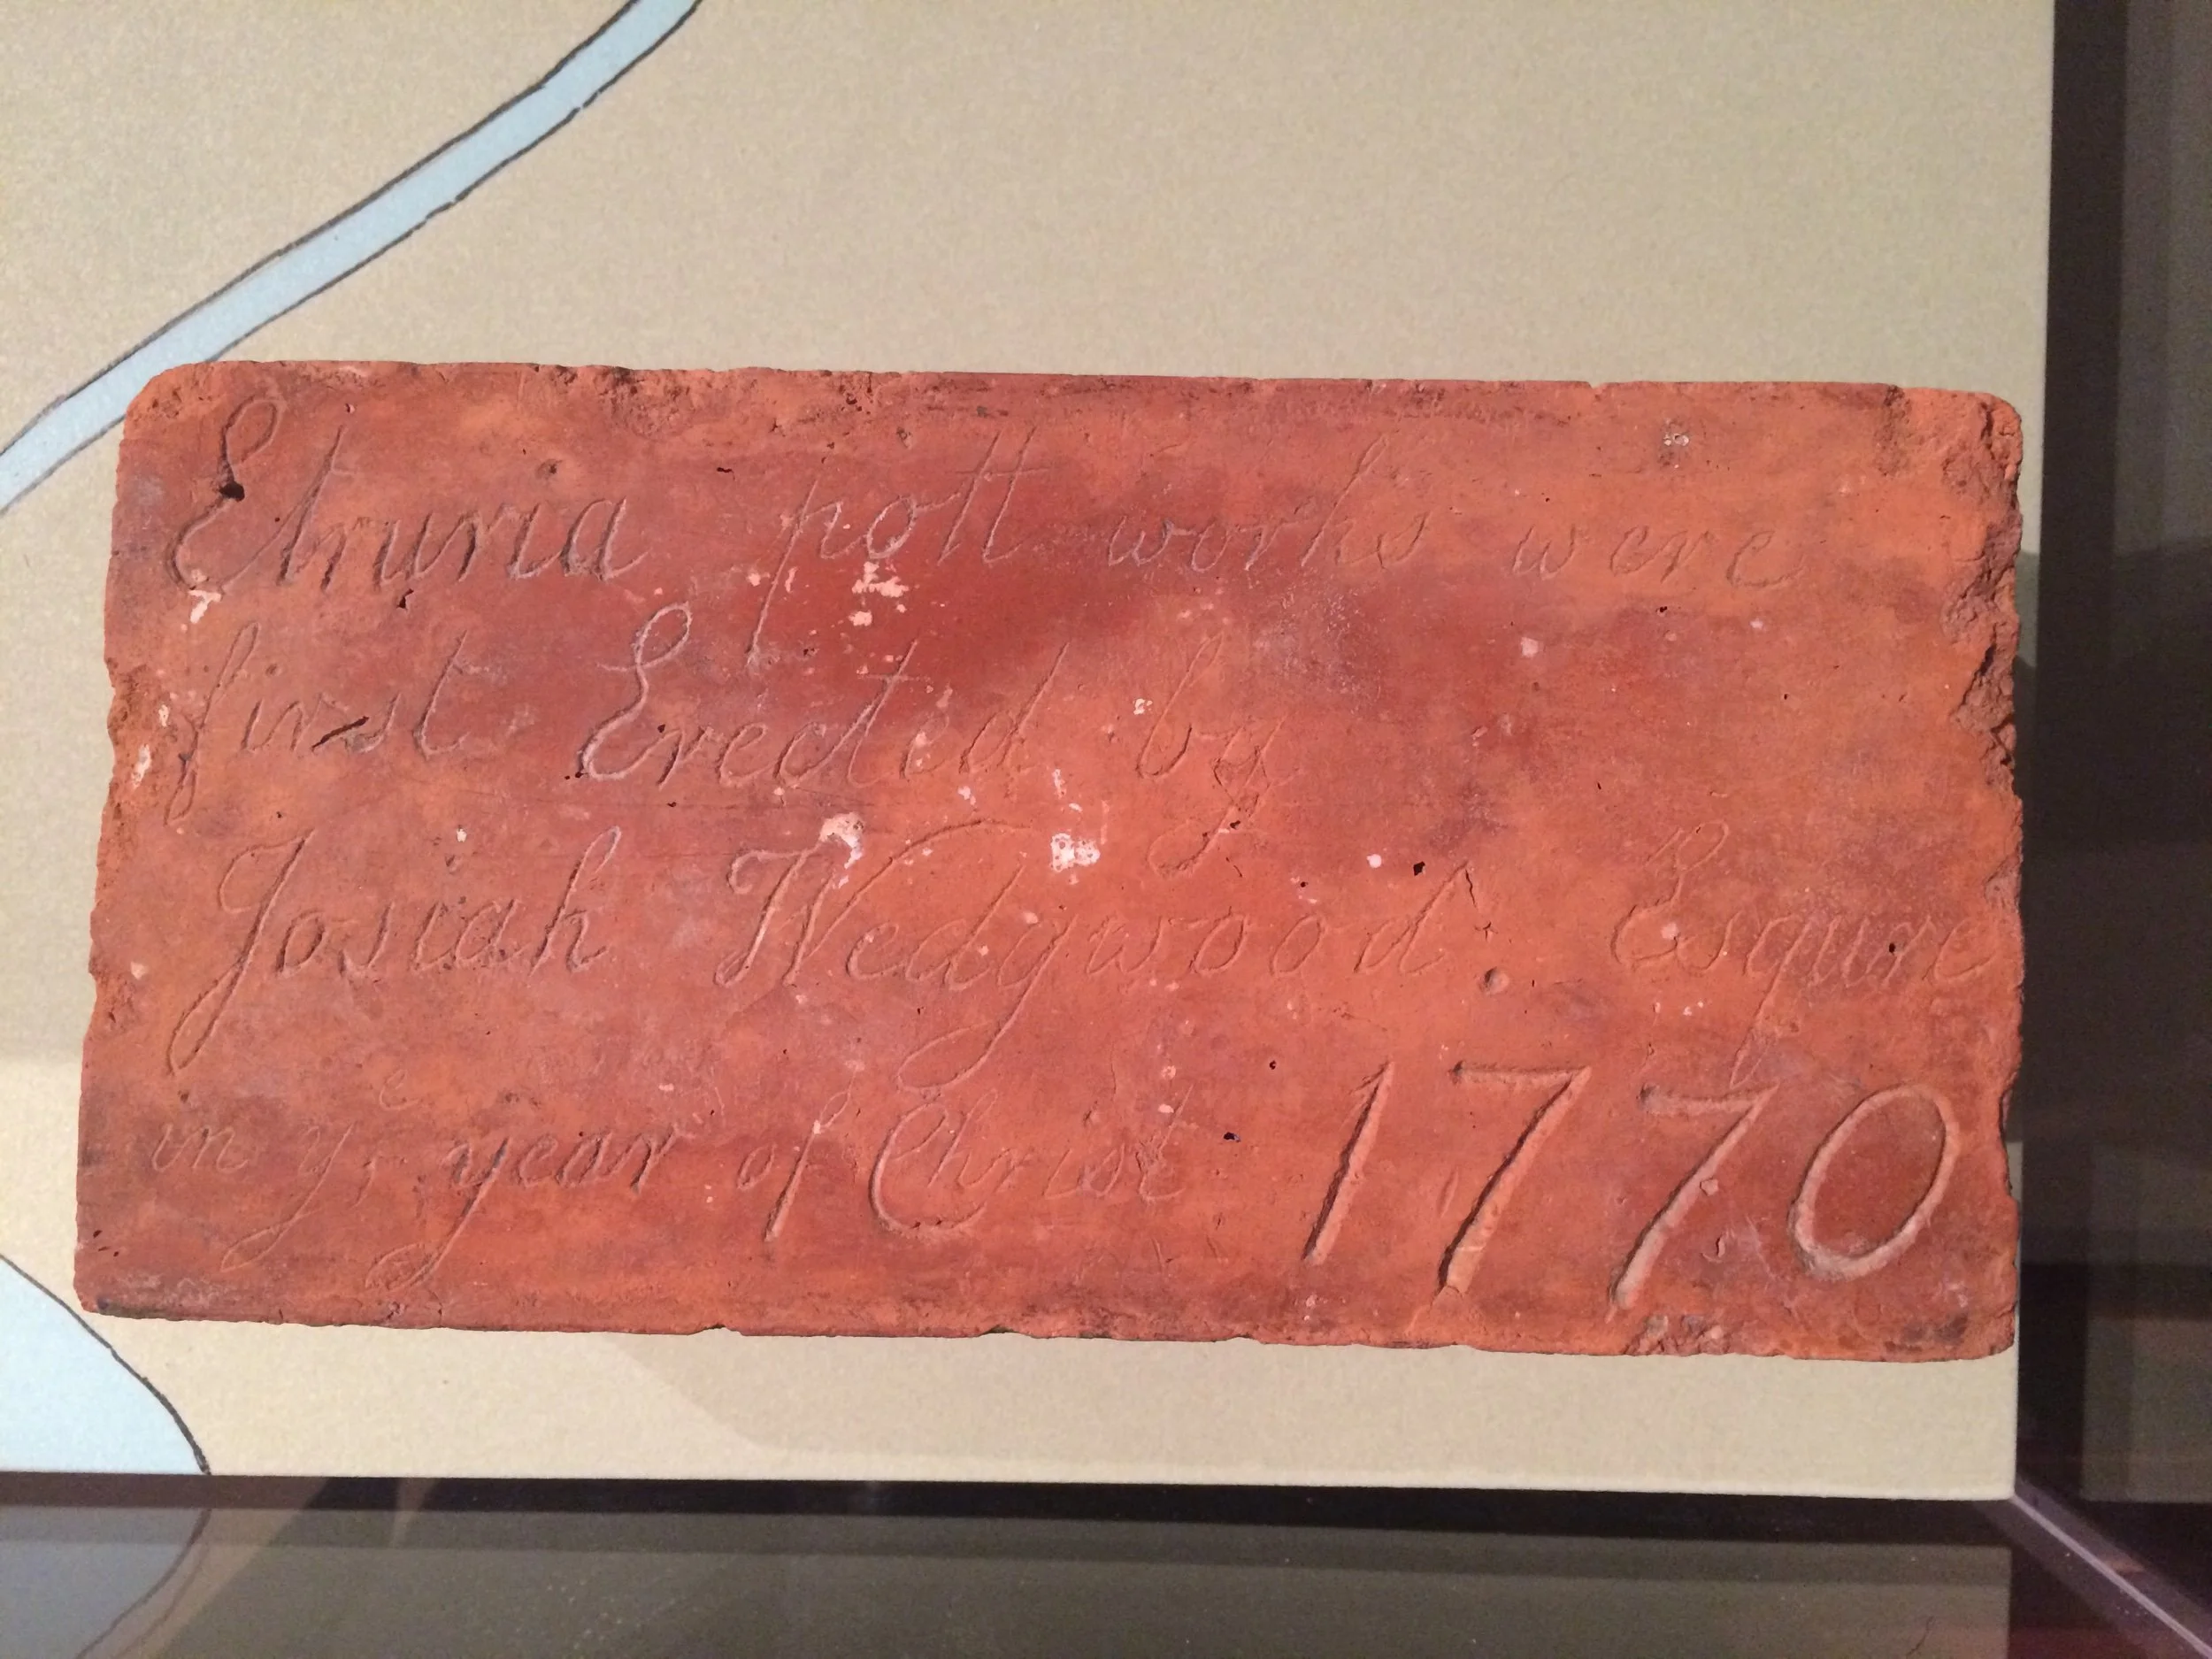 Etruria pott works were
first Erected by
Josiah Wedgwood. Esquire
in yᵉ year of Christ 1770